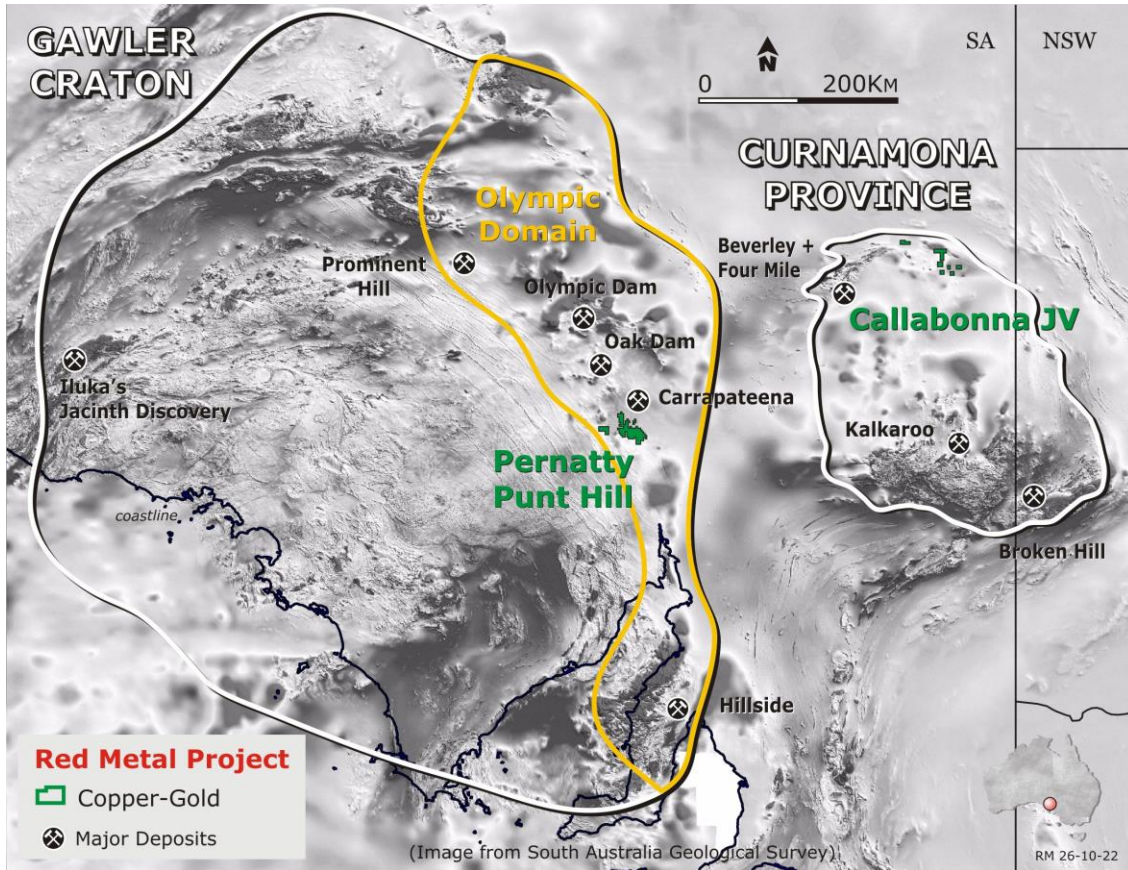 GAWLER
CRATON
SA
NSW
N
0
200KM
CURNAMONA
PROVINCE
Olympic
Domain
Prominent
Hill
Olympic Dam
Oak Dam
Carrapateena
Iluka's
Jacinth Discovery
Pernatty
Punt Hill
coastline
Hillside
Beverley +
Four Mile
Callabonna JV
Kalkaroo
Broken Hill
Red Metal Project
Copper-Gold
Major Deposits
(Image from South Australia Geological Survey)
RM 26-10-22